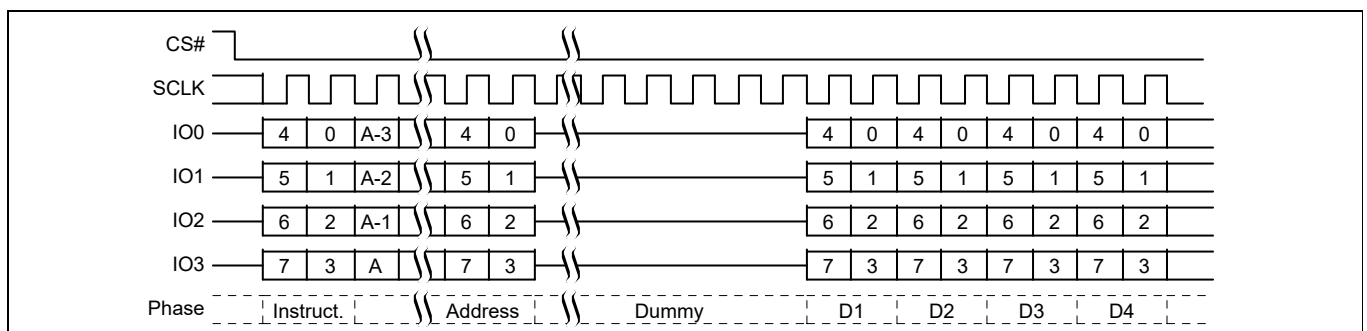 CS#
SCLK
IO0 4 0 A-3 4 0 4 0 4 0 4 0 4 0
IO1 5 1 A-2 5 1 5 1 5 1 5 1 5 1
IO2 6 2 A-1 6 2 6 2 6 2 6 2 6 2
IO3 7 3 A 7 3 7 3 7 3 7 3 7 3
Phase Instruct. Address Dummy D1 D2 D3 D4